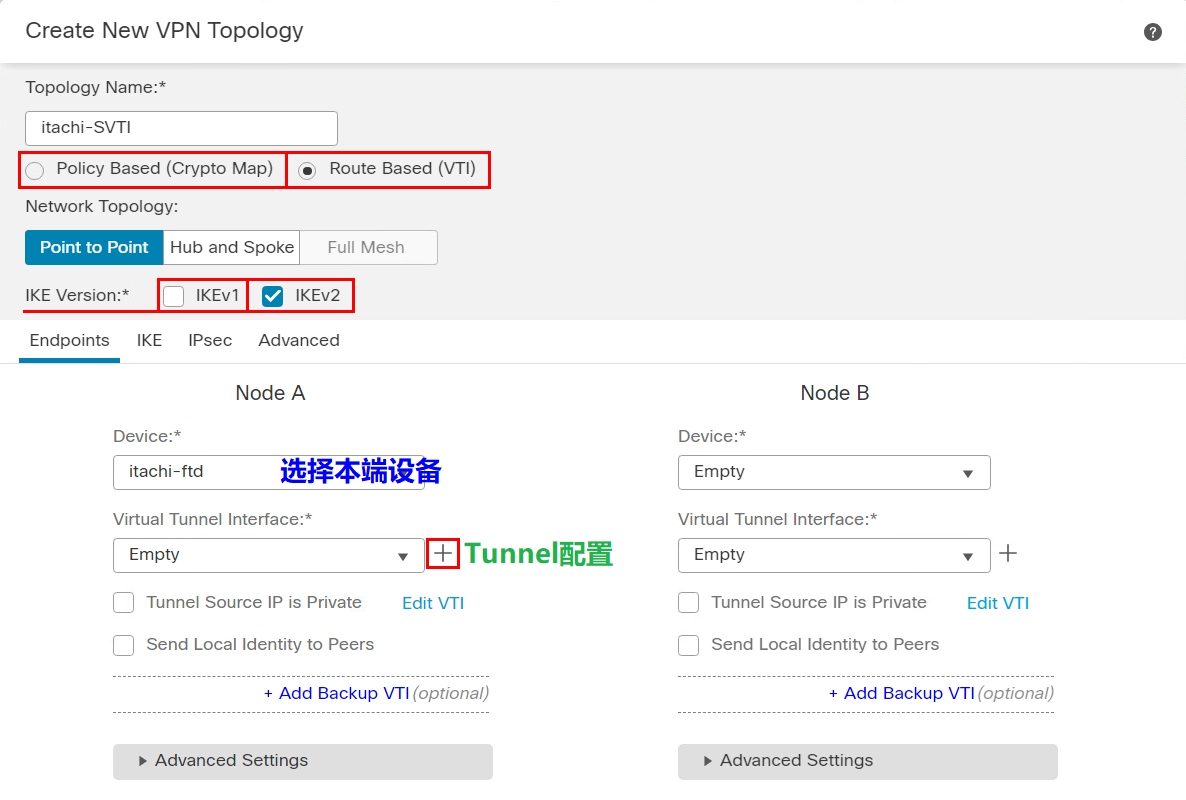 Create New VPN Topology
?
Topology Name:*
itachi-SVTI
Policy Based (Crypto Map) Route Based (VTI)
Network Topology:
Point to Point Hub and Spoke Full Mesh
IKE Version:* IKEv1 IKEv2
Endpoints IKE IPsec Advanced
Node A
Device:*
itachi-ftd 选择本端设备
Virtual Tunnel Interface:*
Empty + Tunnel配置
Tunnel Source IP is Private Edit VTI
Send Local Identity to Peers
+ Add Backup VTI (optional)
Advanced Settings
Node B
Device:*
Empty
Virtual Tunnel Interface:*
Empty +
Tunnel Source IP is Private Edit VTI
Send Local Identity to Peers
+ Add Backup VTI (optional)
Advanced Settings